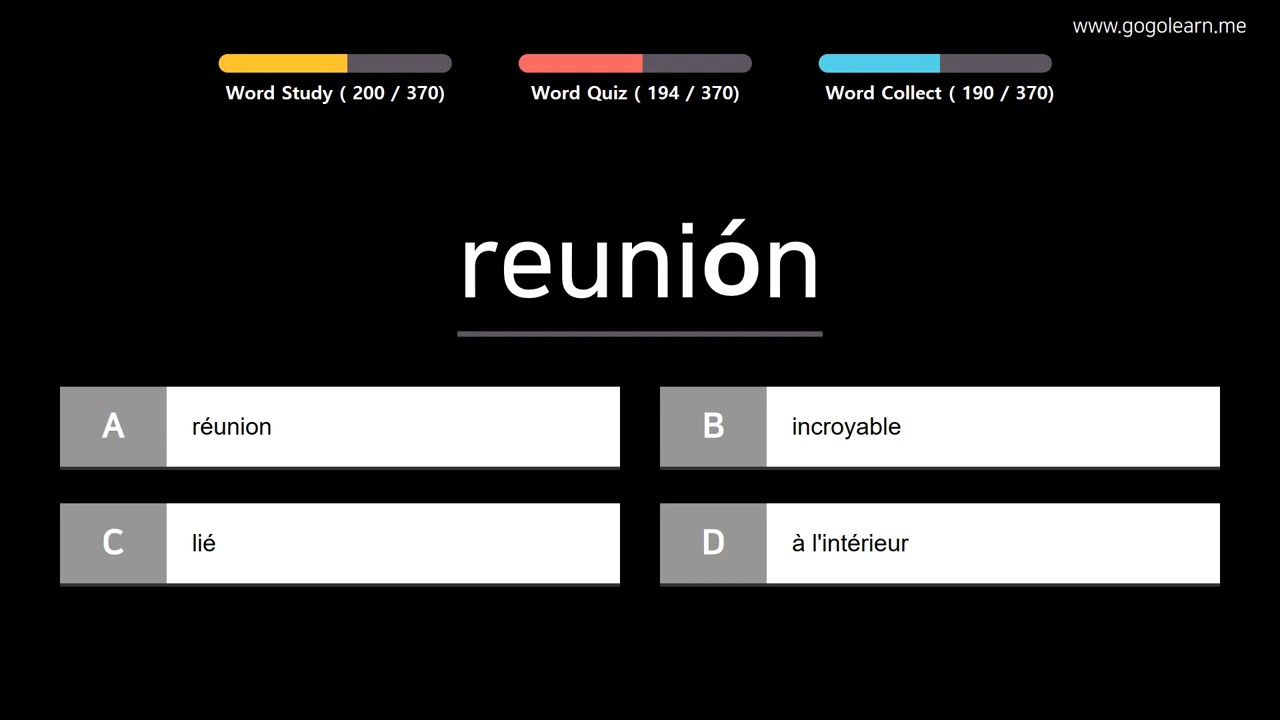 www.gogolearn.me
Word Study ( 200 / 370)
Word Quiz ( 194 / 370)
Word Collect ( 190 / 370)
reunión
A réunion
B incroyable
C lié
D à l'intérieur